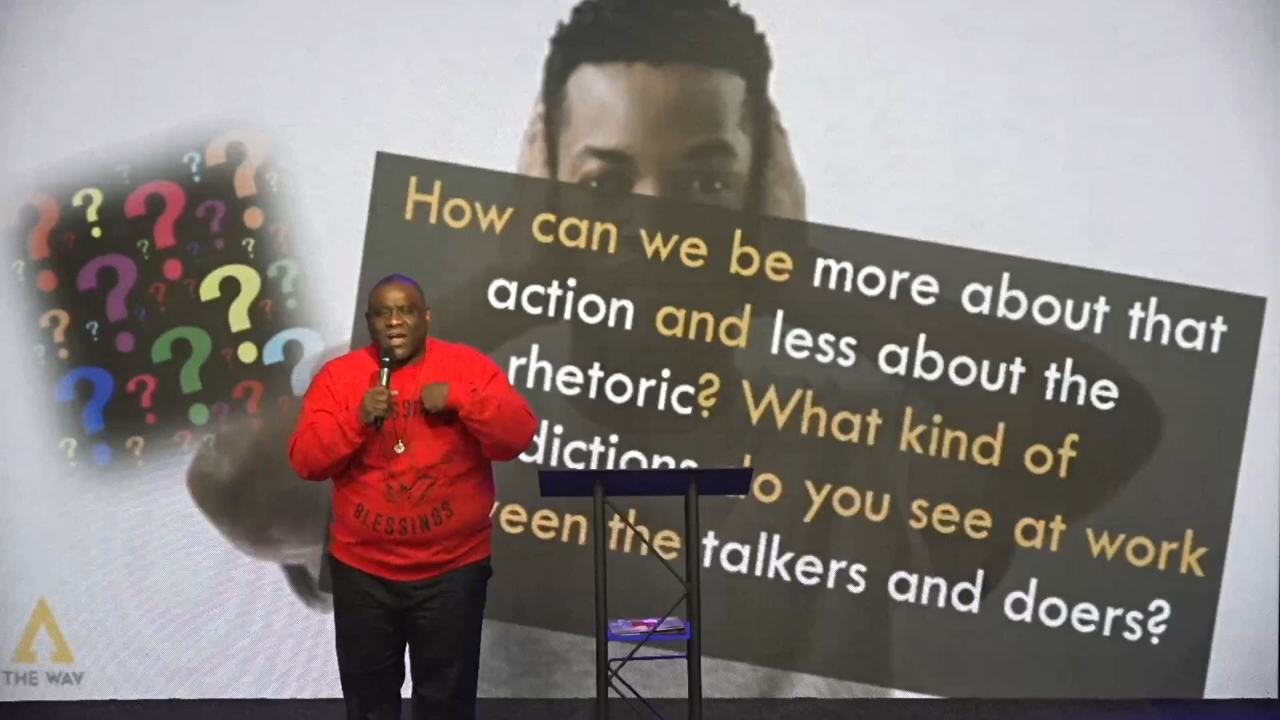 How can we be more about that
action and less about the
rhetoric? What kind of
do you see at work
the talkers and doers?
BLESSINGS
THE WAY